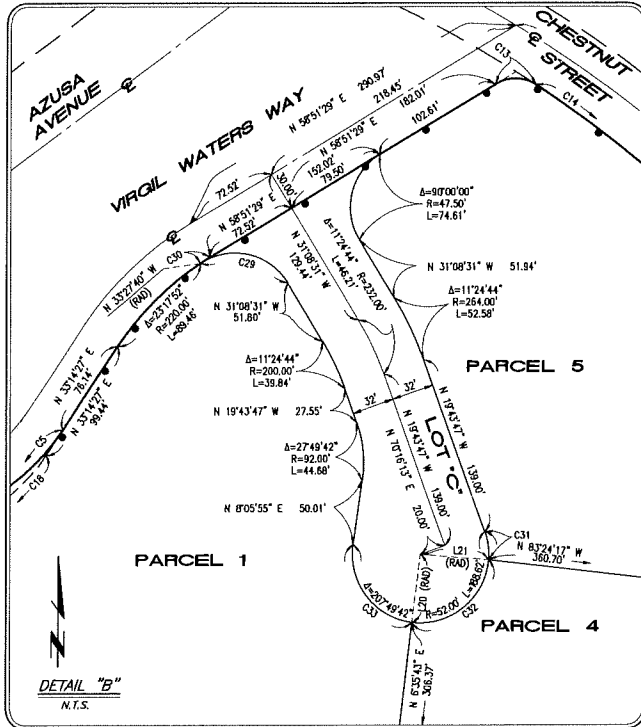 CHESTNUT
STREET
℄
C13
C14
AZUSA
AVENUE ℄
VIRGIL WATERS WAY
N 58°51'29" E 290.97'
218.45'
N 58°51'29" E 182.01'
102.61'
152.02'
79.50'
30.00'
72.52'
N 58°51'29" E
72.52'
℄
C30
C29
N 33°27'40" W
(RAD)
Δ=23°17'52"
R=220.00'
L=89.46'
N 33°14'27" E
76.14'
N 33°14'27" E
99.44'
C5
C18
N 31°08'31" W
129.44'
Δ=11°24'44"
L=46.21'
R=232.00'
Δ=90°00'00"
R=47.50'
L=74.61'
N 31°08'31" W 51.94'
Δ=11°24'44"
R=264.00'
L=52.58'
N 31°08'31" W
51.60'
Δ=11°24'44"
R=200.00'
L=39.84'
N 19°43'47" W 27.55'
Δ=27°49'42"
R=92.00'
L=44.68'
N 8°05'55" E 50.01'
PARCEL 5
32'
32'
LOT "C"
N 19°43'47" W 139.00'
N 19°43'47" W 139.00'
N 70°16'13" E
20.00'
L21
(RAD)
C31
N 83°24'17" W
360.70'
PARCEL 1
L20 (RAD)
Δ=207°49'42"
R=52.00'
L=188.62'
C33
C32
PARCEL 4
N 6°35'43" E
306.37'
N
DETAIL "B"
N.T.S.